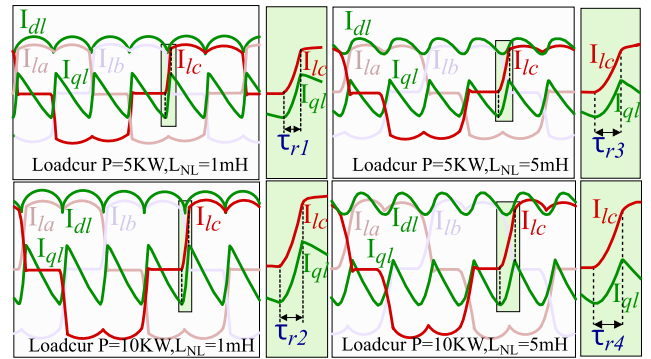 I_dl
I_la I_ql I_lb I_lc
Loadcur P=5KW,L_NL=1mH
I_lc
I_ql
τ_r1
I_dl
I_la I_ql I_lb I_lc
Loadcur P=5KW,L_NL=5mH
I_lc
I_ql
τ_r3
I_dl
I_la I_lb I_lc
I_ql
Loadcur P=10KW,L_NL=1mH
I_lc
I_ql
τ_r2
I_la I_dl I_lb I_lc
I_ql
Loadcur P=10KW,L_NL=5mH
I_lc
I_ql
τ_r4